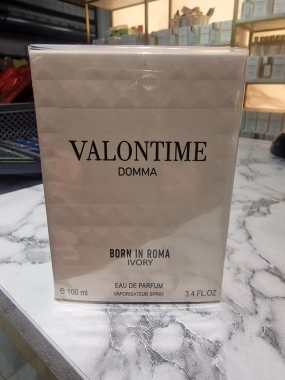 VALONTIME
DOMMA
BORN IN ROMA
IVORY
EAU DE PARFUM
VAPORISATEUR SPRAY
℮ 100 ml 3.4 FL.OZ